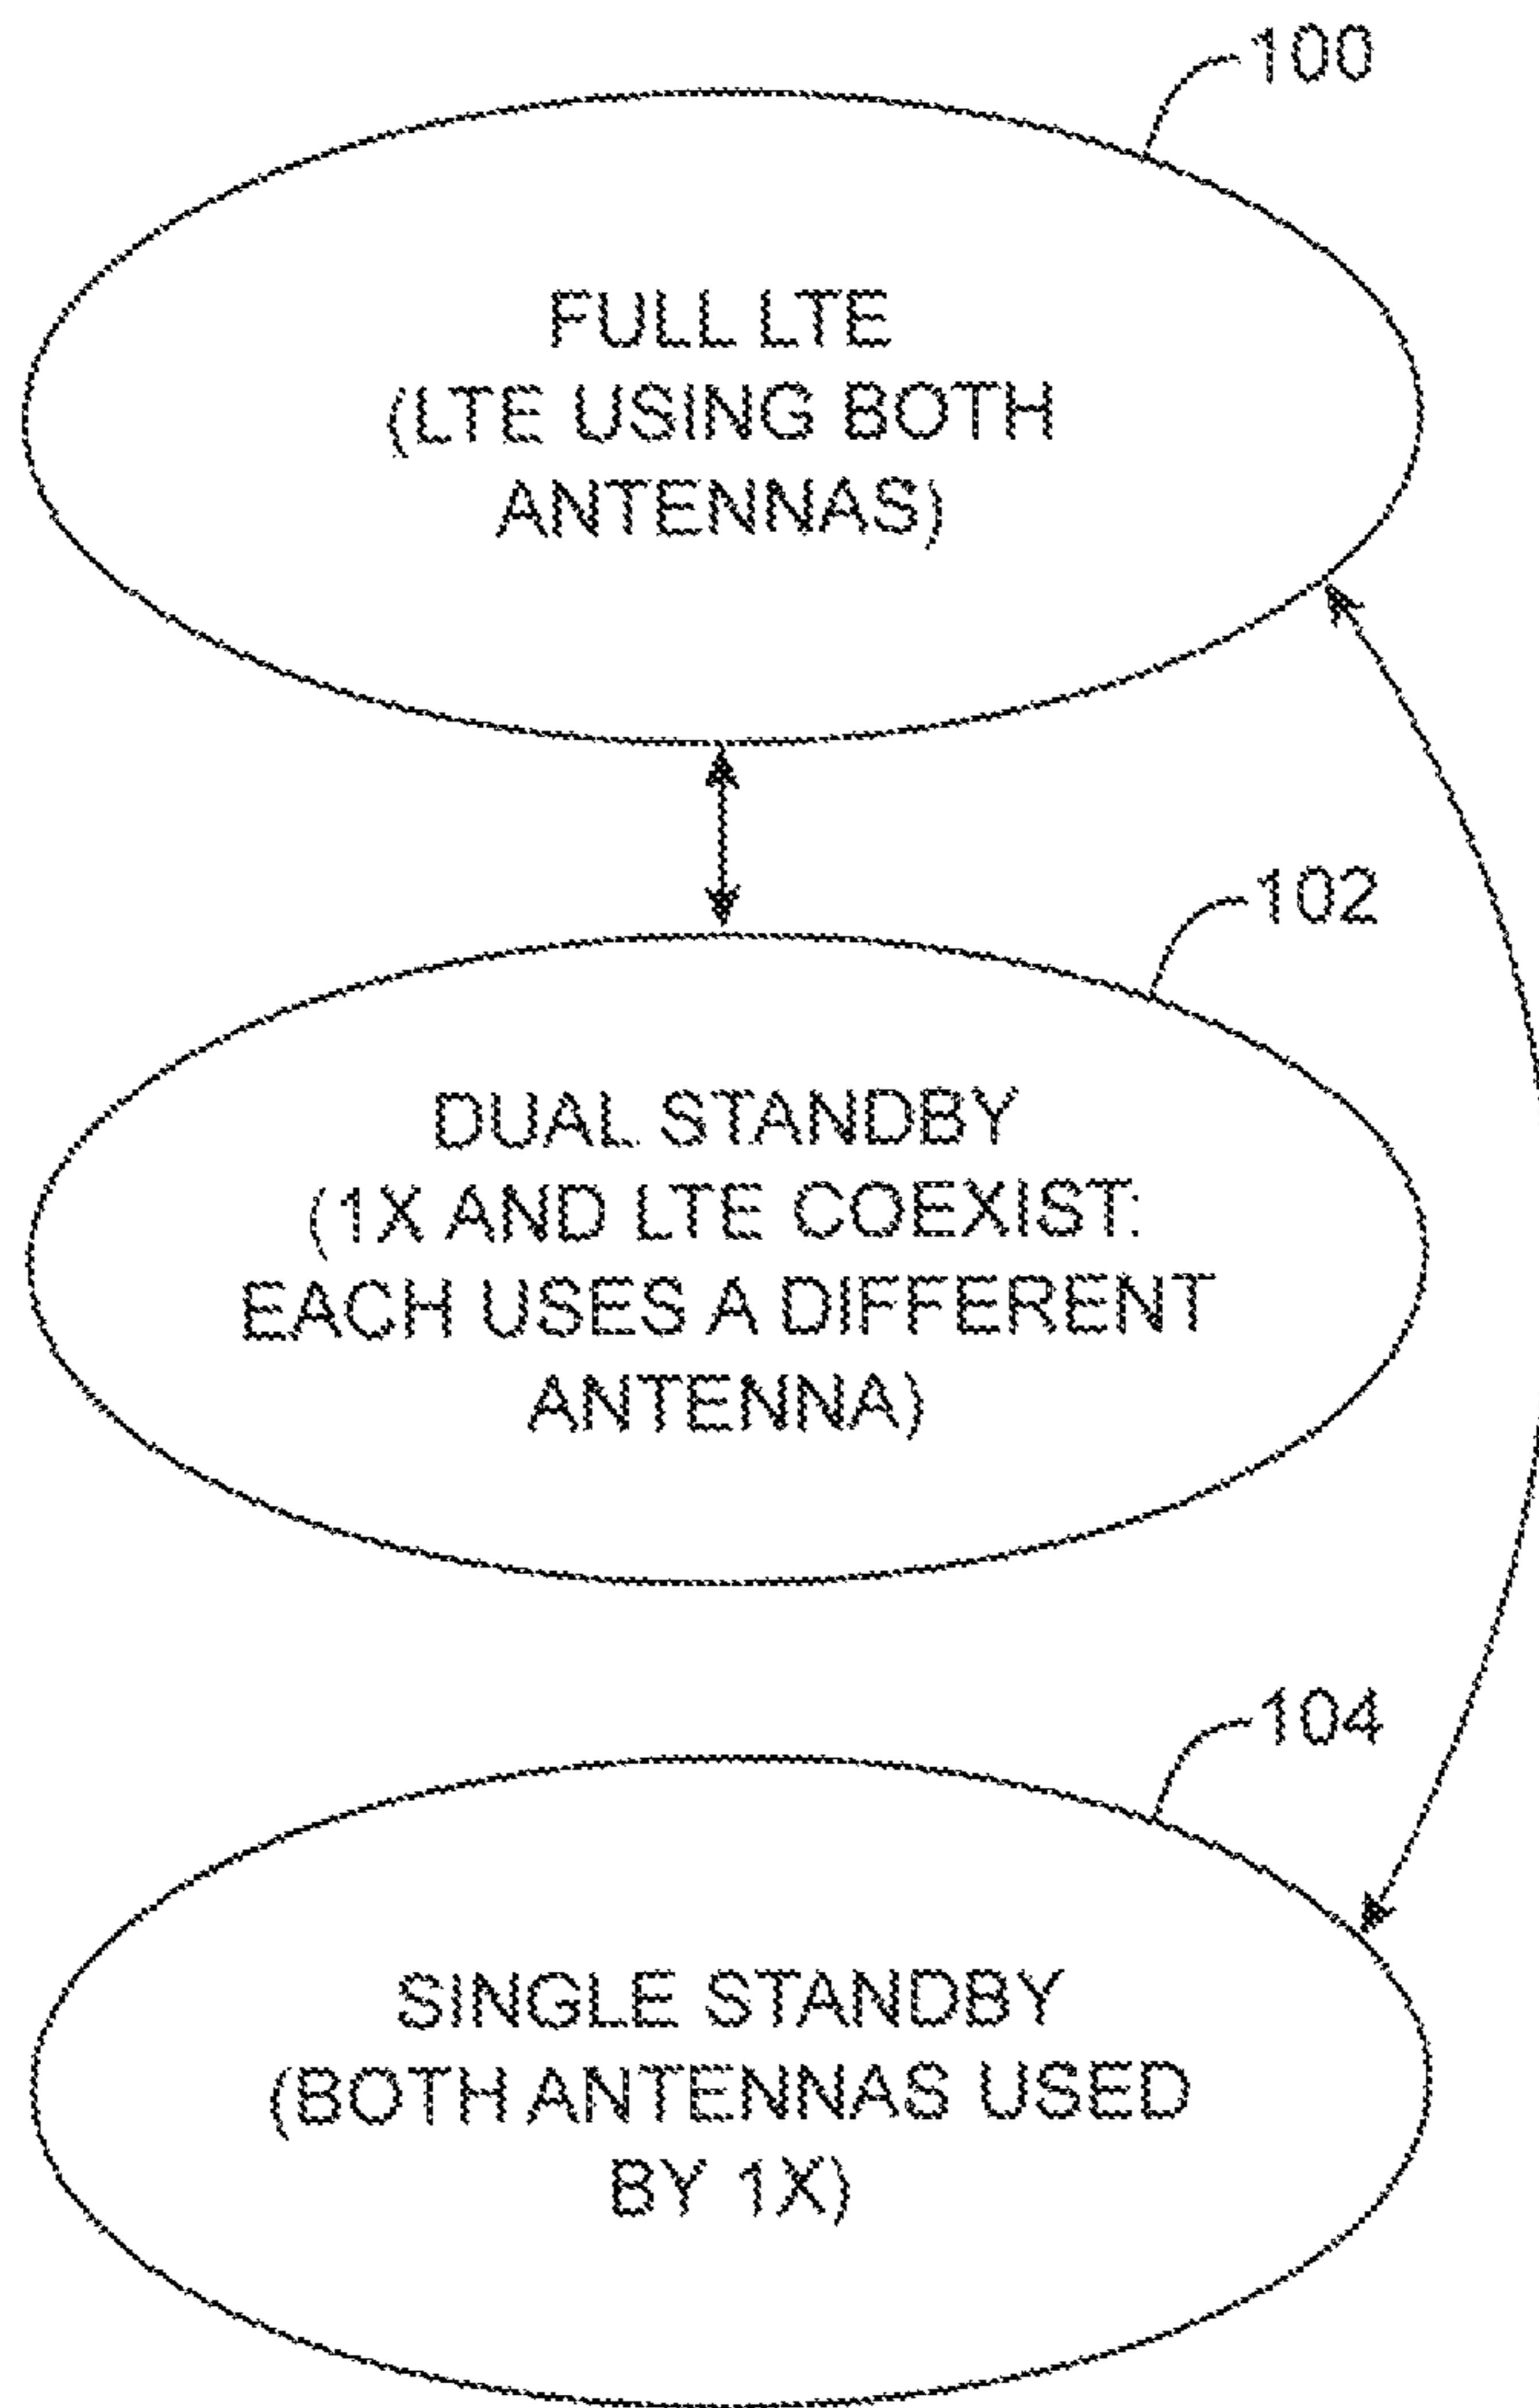 100
FULL LTE
(LTE USING BOTH
ANTENNAS)
102
DUAL STANDBY
(1X AND LTE COEXIST:
EACH USES A DIFFERENT
ANTENNA)
104
SINGLE STANDBY
(BOTH ANTENNAS USED
BY 1X)